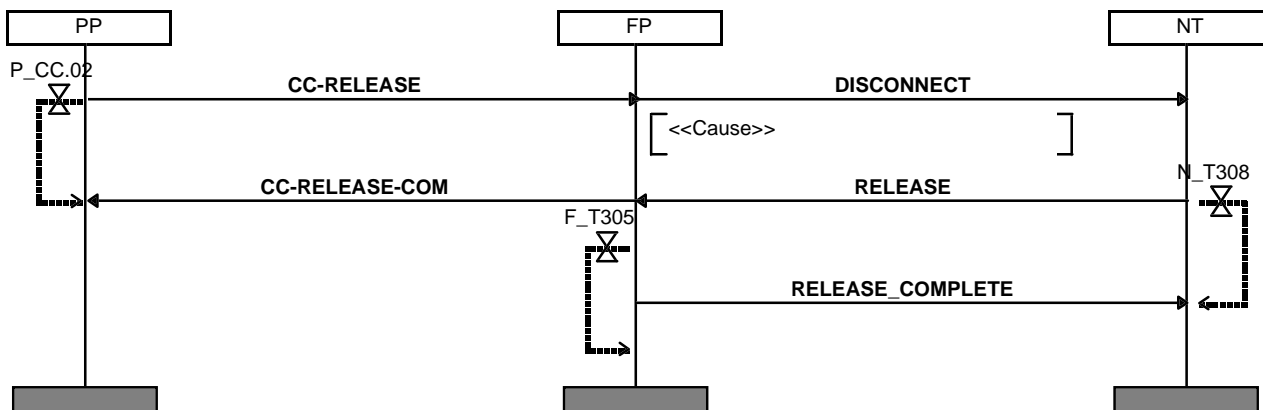 PP
FP
NT
P_CC.02
CC-RELEASE
DISCONNECT
<<Cause>>
CC-RELEASE-COM
RELEASE
N_T308
F_T305
RELEASE_COMPLETE